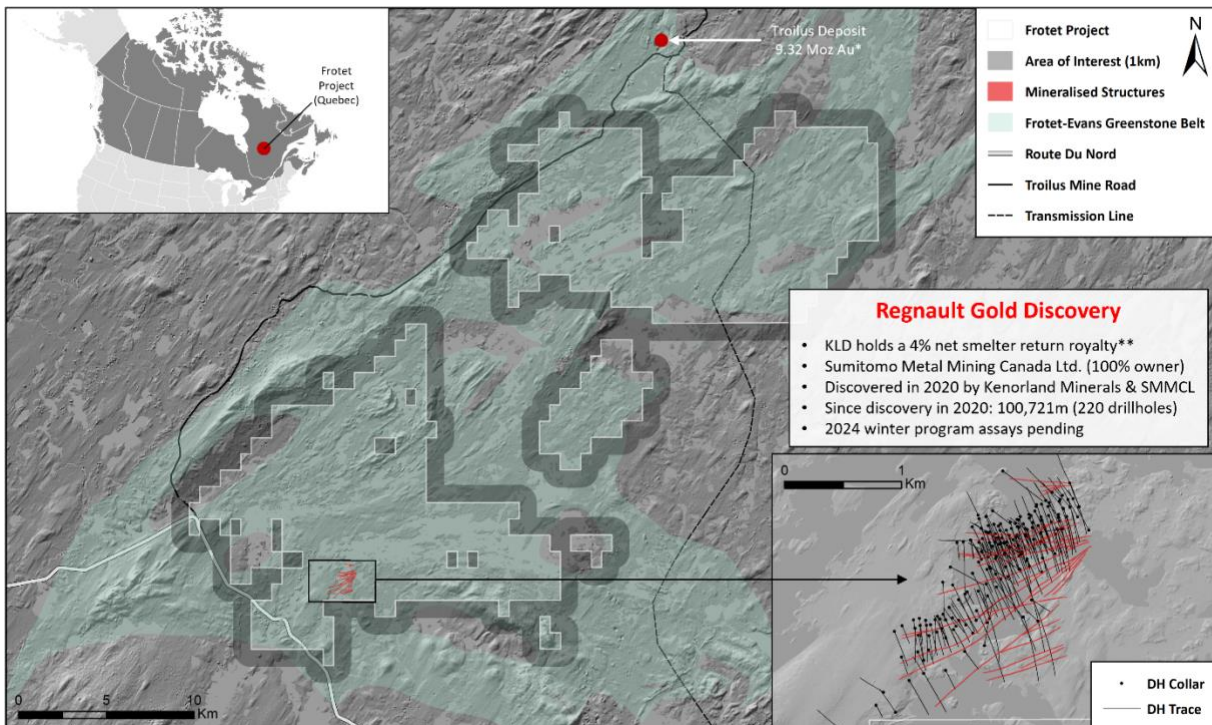 Frotet
Project
(Quebec)
Troilus Deposit
9.32 Moz Au*
Frotet Project
Area of Interest (1km)
Mineralised Structures
Frotet-Evans Greenstone Belt
Route Du Nord
Troilus Mine Road
Transmission Line
N
Regnault Gold Discovery
• KLD holds a 4% net smelter return royalty**
• Sumitomo Metal Mining Canada Ltd. (100% owner)
• Discovered in 2020 by Kenorland Minerals & SMMCL
• Since discovery in 2020: 100,721m (220 drillholes)
• 2024 winter program assays pending
0 1
Km
DH Collar
DH Trace
0 5 10
Km